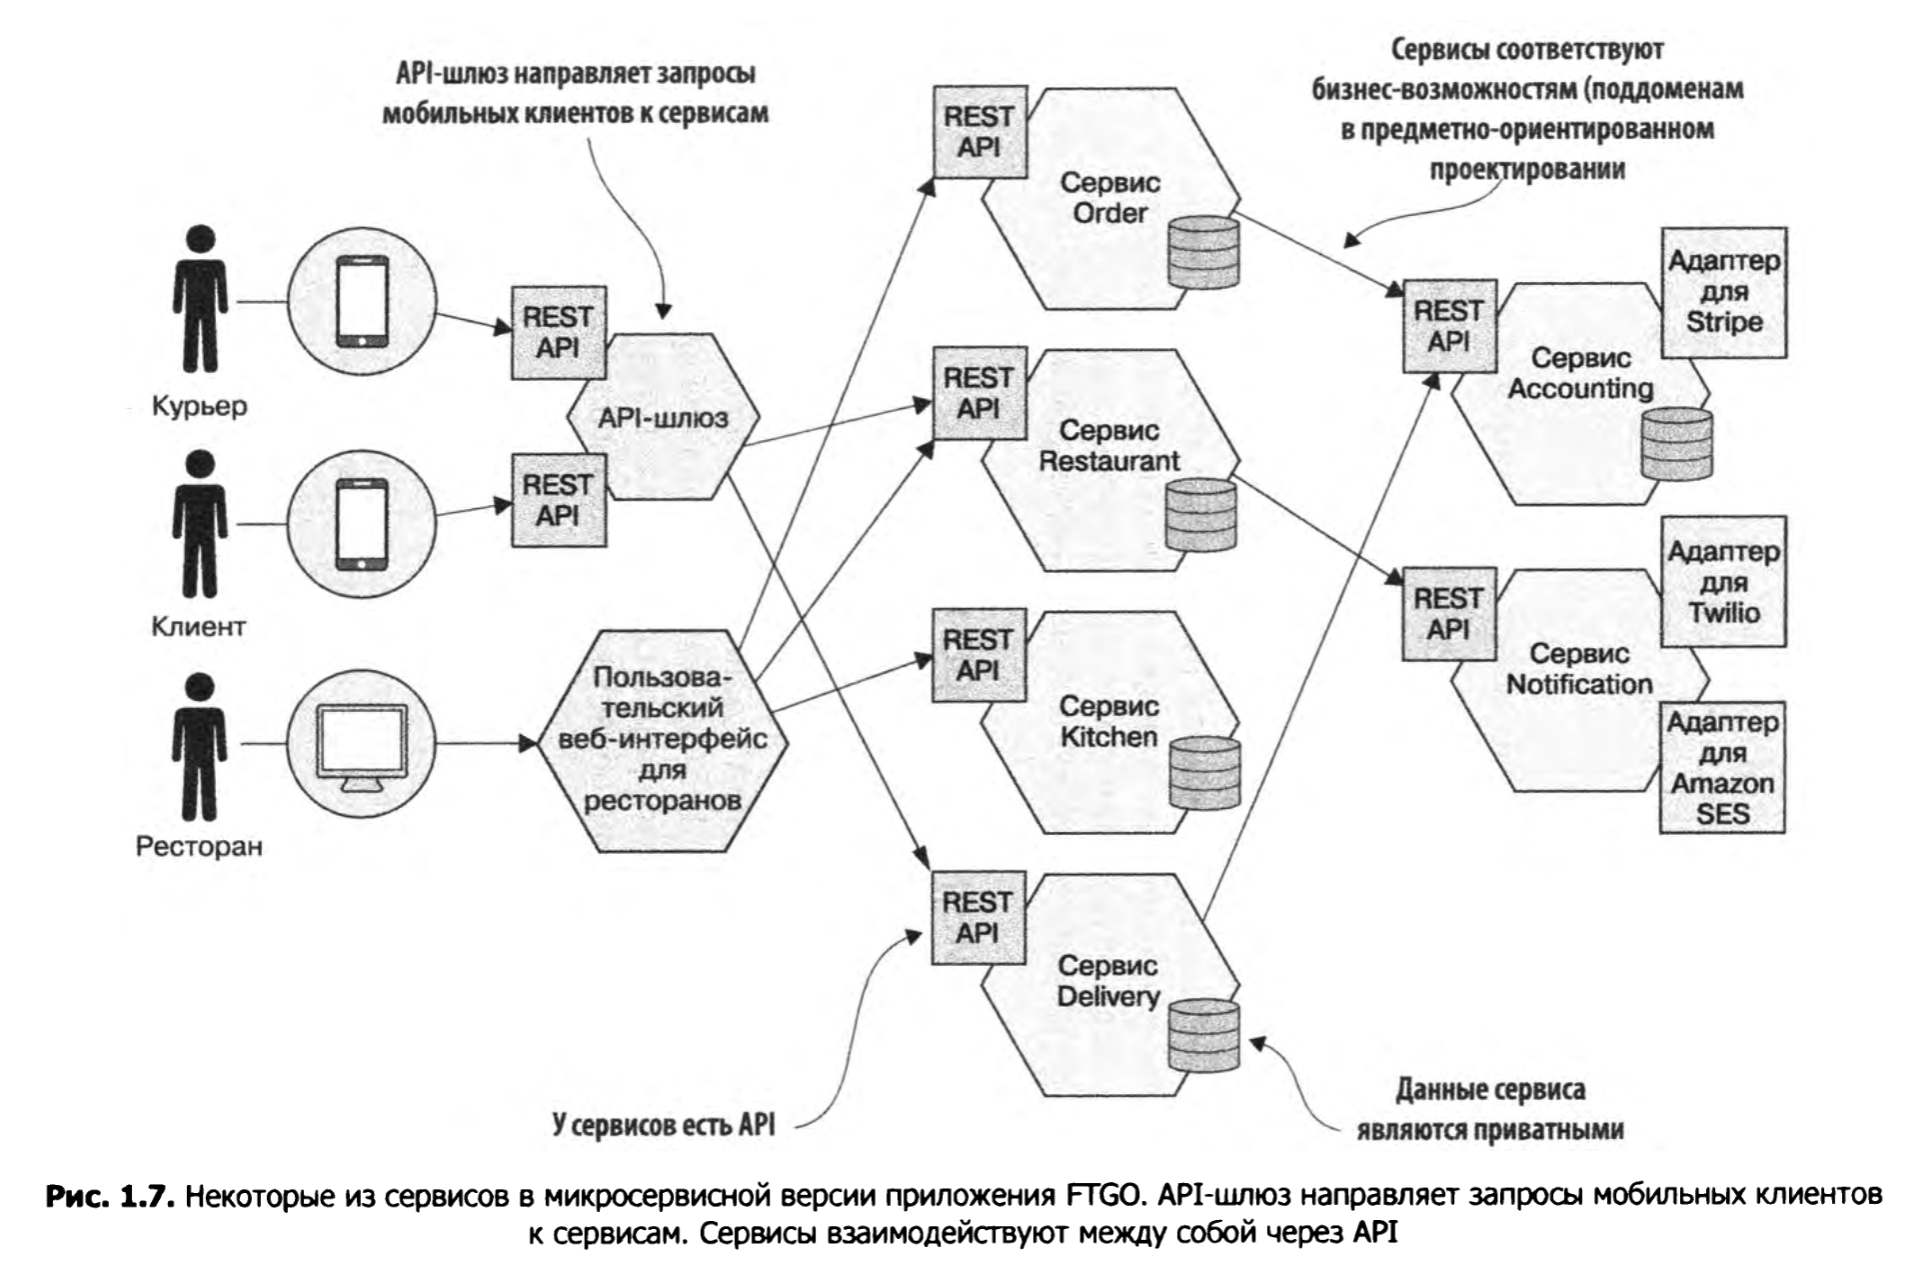 API-шлюз направляет запросы
мобильных клиентов к сервисам
Сервисы соответствуют
бизнес-возможностям (поддоменам
в предметно-ориентированном
проектировании
Курьер
REST
API
API-шлюз
Клиент
REST
API
Ресторан
Пользова-
тельский
веб-интерфейс
для
ресторанов
REST
API
Сервис
Order
REST
API
Сервис
Restaurant
REST
API
Сервис
Kitchen
REST
API
Сервис
Delivery
REST
API
Сервис
Accounting
Адаптер
для
Stripe
REST
API
Сервис
Notification
Адаптер
для
Twilio
Адаптер
для
Amazon
SES
У сервисов есть API
Данные сервиса
являются приватными
Рис. 1.7. Некоторые из сервисов в микросервисной версии приложения FTGO. API-шлюз направляет запросы мобильных клиентов
к сервисам. Сервисы взаимодействуют между собой через API